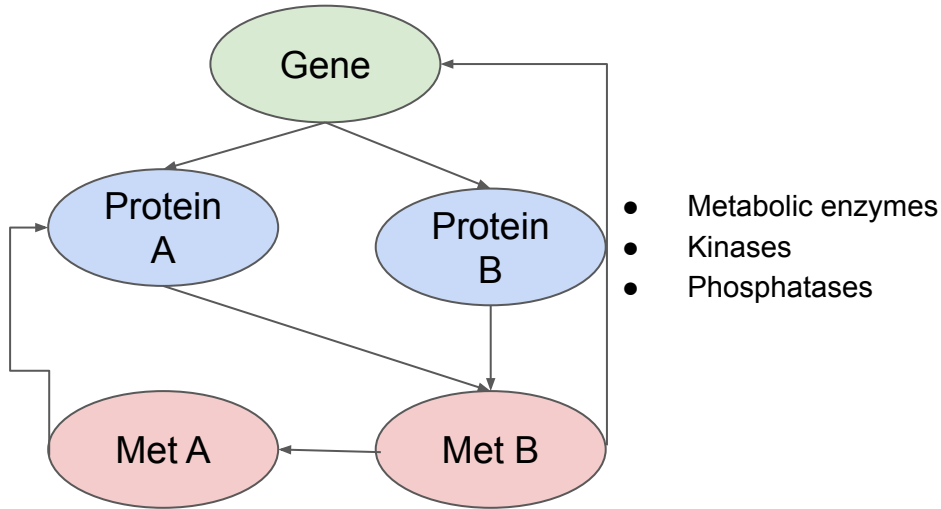 Gene
Protein
A
Protein
B
● Metabolic enzymes
● Kinases
● Phosphatases
Met A
Met B